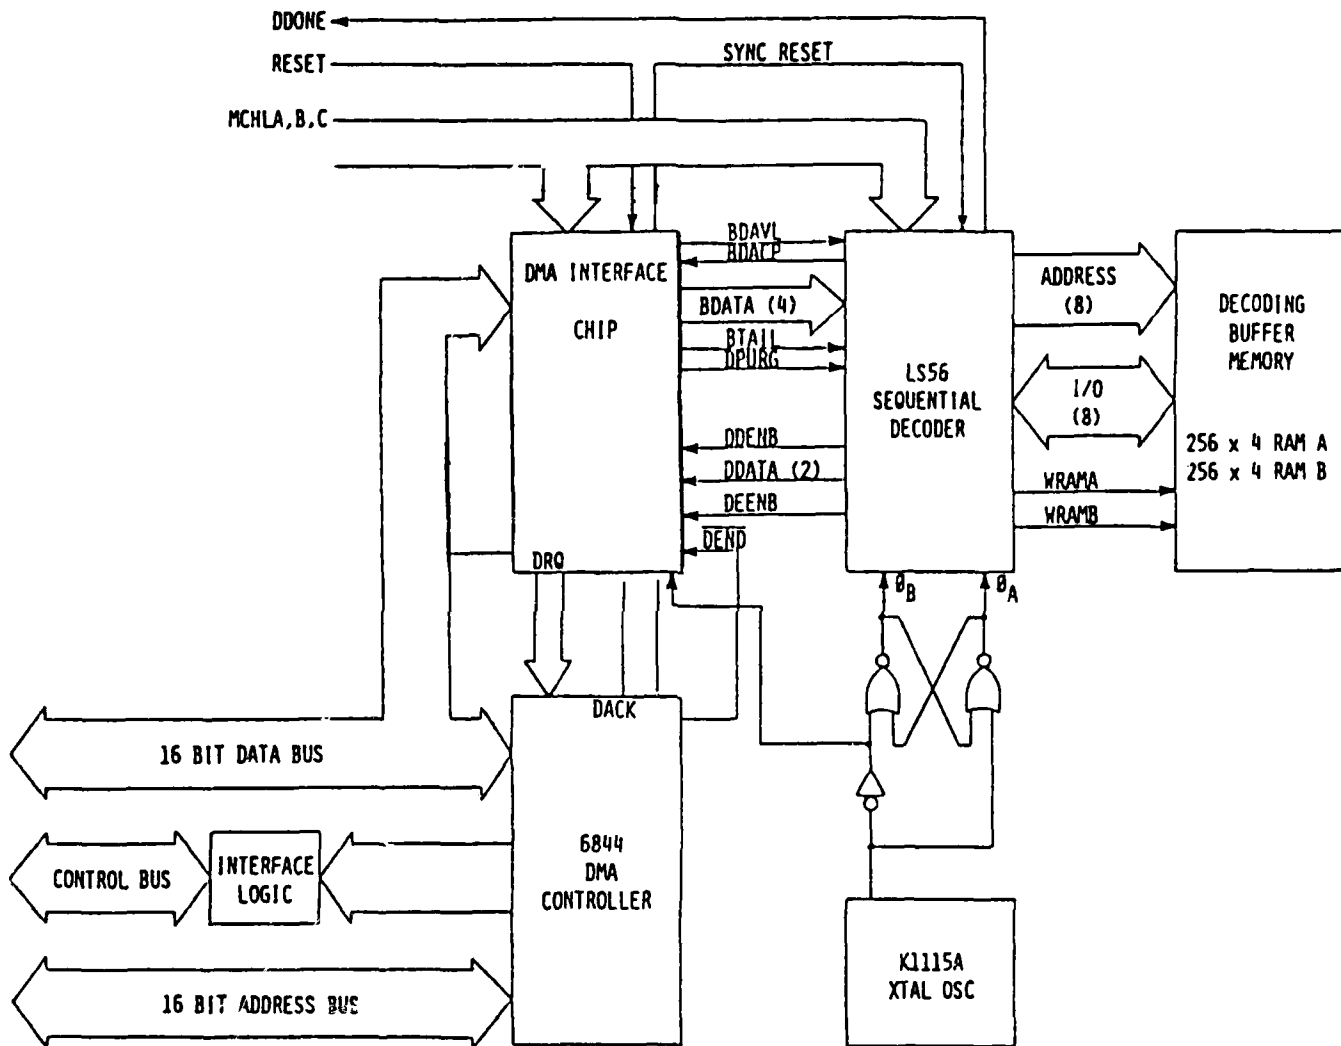 DDONE
RESET
SYNC RESET
MCHLA,B,C
DMA INTERFACE
CHIP
BDAVL
BDACP
BDATA (4)
BTAIL
DPURG
DDENB
DDATA (2)
DEENB
DEND
DRQ
LS56
SEQUENTIAL
DECODER
ADDRESS
(8)
I/O
(8)
WRAMA
WRAMB
DECODING
BUFFER
MEMORY
256 x 4 RAM A
256 x 4 RAM B
ØB
ØA
DACK
16 BIT DATA BUS
6844
DMA
CONTROLLER
CONTROL BUS
INTERFACE
LOGIC
16 BIT ADDRESS BUS
K1115A
XTAL OSC